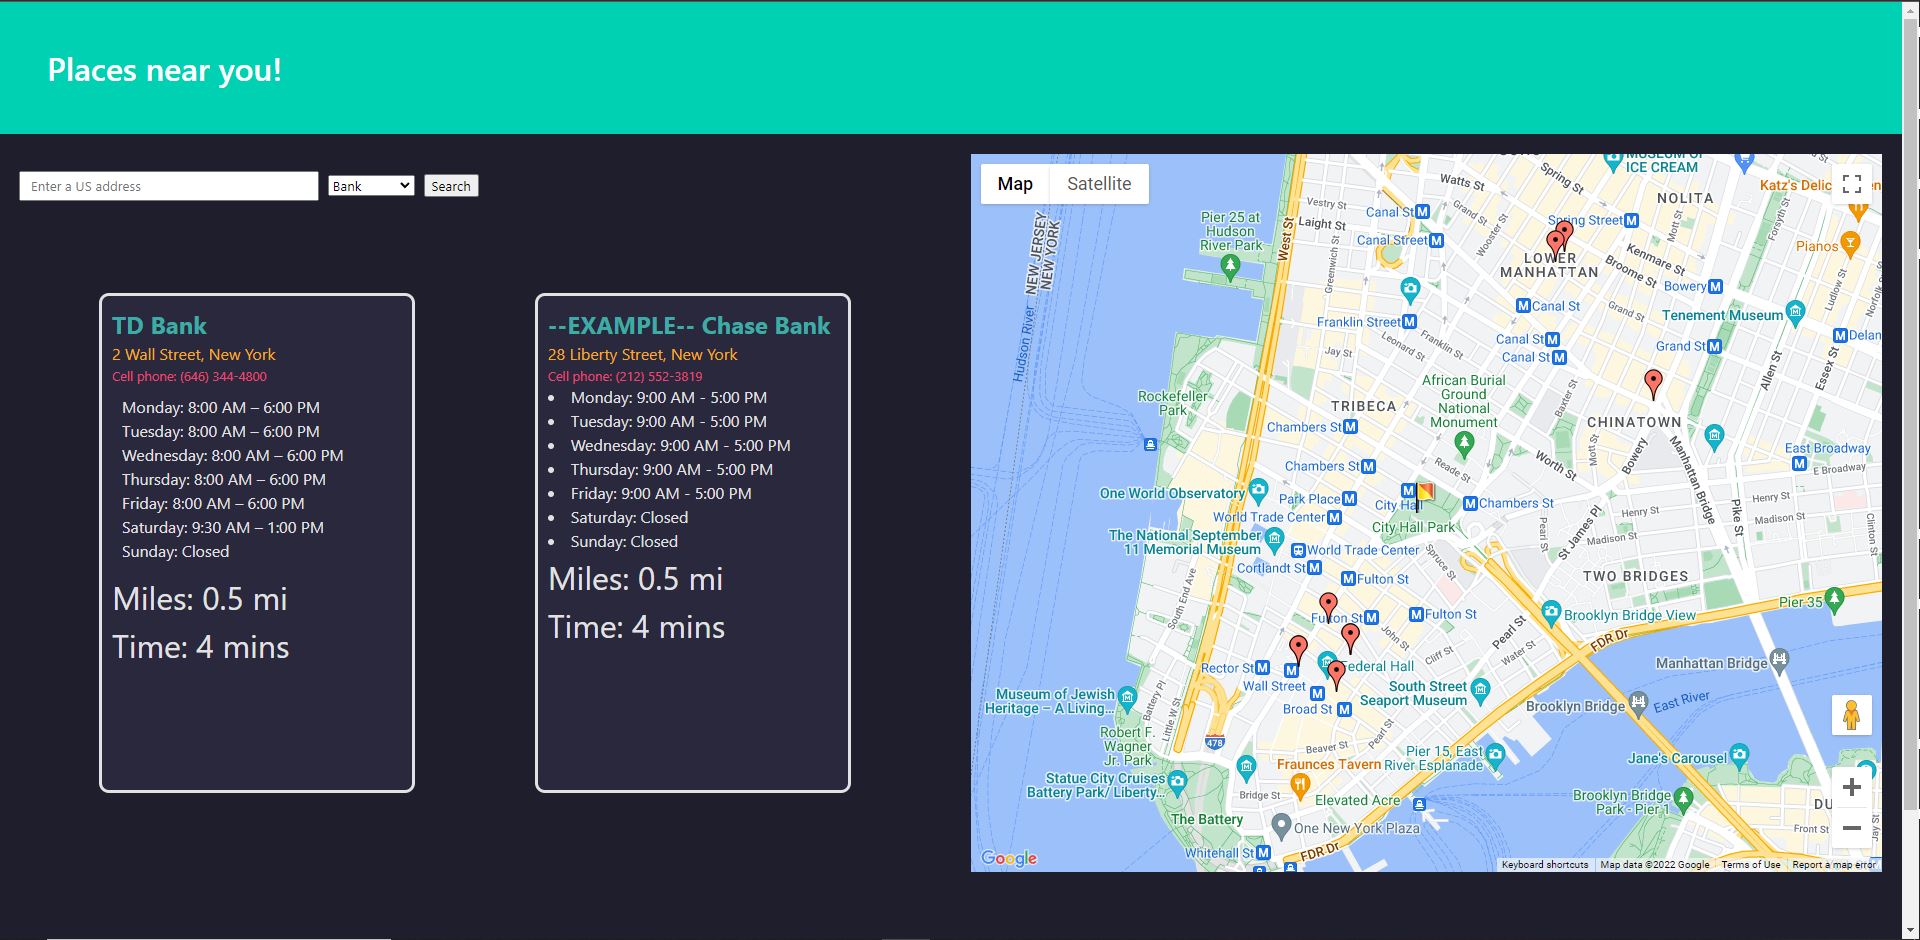 Places near you!
Enter a US address
Bank
Search
TD Bank
2 Wall Street, New York
Cell phone: (646) 344-4800
Monday: 8:00 AM – 6:00 PM
Tuesday: 8:00 AM – 6:00 PM
Wednesday: 8:00 AM – 6:00 PM
Thursday: 8:00 AM – 6:00 PM
Friday: 8:00 AM – 6:00 PM
Saturday: 9:30 AM – 1:00 PM
Sunday: Closed
Miles: 0.5 mi
Time: 4 mins
--EXAMPLE-- Chase Bank
28 Liberty Street, New York
Cell phone: (212) 552-3819
Monday: 9:00 AM - 5:00 PM
Tuesday: 9:00 AM - 5:00 PM
Wednesday: 9:00 AM - 5:00 PM
Thursday: 9:00 AM - 5:00 PM
Friday: 9:00 AM - 5:00 PM
Saturday: Closed
Sunday: Closed
Miles: 0.5 mi
Time: 4 mins
Map
Satellite
MUSEUM OF
ICE CREAM
Spring St
Watts St
Katz's Delic
NOLITA
Forsyth St
Vestry St
Laight St
Canal St
Grand St
Pier 25 at
Hudson
River Park
NEW JERSEY
NEW YORK
West St
Spring Street
Mott St
Canal Street
Wooster St
Kenmare St
Pianos
Greenwich St
LOWER
MANHATTAN
Broome St
Bowery
Ludlow St
Norfolk
Canal St
Tenement Museum
Franklin Street
Franklin St
Leonard St
Jay St
Canal St
Canal St
Grand St
Delan
Hudson River
Allen St
Essex St
African Burial
Ground
National
Monument
Rockefeller
Park
TRIBECA
Baxter St
CHINATOWN
Chambers St
Mott St
Bowery
Manhattan Bridge
East Broadway
E Broadway
Chambers St
Reade St
Worth St
One World Observatory
Park Place
City Hall
Chambers St
Henry St
Pike St
World Trade Center
City Hall Park
Pearl St
St James Pl
Henry St
Madison St
Clinton St
The National September
11 Memorial Museum
World Trade Center
Madison St
Cortlandt St
Spruce St
Fulton St
TWO BRIDGES
South End Ave
Fulton St
Fulton St
Brooklyn Bridge View
Pier 35
John St
Pearl St
FDR Dr
Cliff St
Water St
Rector St
Federal Hall
Manhattan Bridge
Wall Street
South Street
Seaport Museum
Museum of Jewish
Heritage – A Living...
Battery Pl
Little W St
Broad St
Brooklyn Bridge
East River
Robert F.
Wagner
Jr. Park
478
Beaver St
Pearl St
Pier 15, East
River Esplanade
Jane's Carousel
Fraunces Tavern
Statue City Cruises
Battery Park/ Liberty...
Bridge St
Elevated Acre
Brooklyn Bridge
Park - Pier 1
DU
The Battery
One New York Plaza
Front St
Jay St
Whitehall St
FDR Dr
Google
Keyboard shortcuts
Map data ©2022 Google
Terms of Use
Report a map error